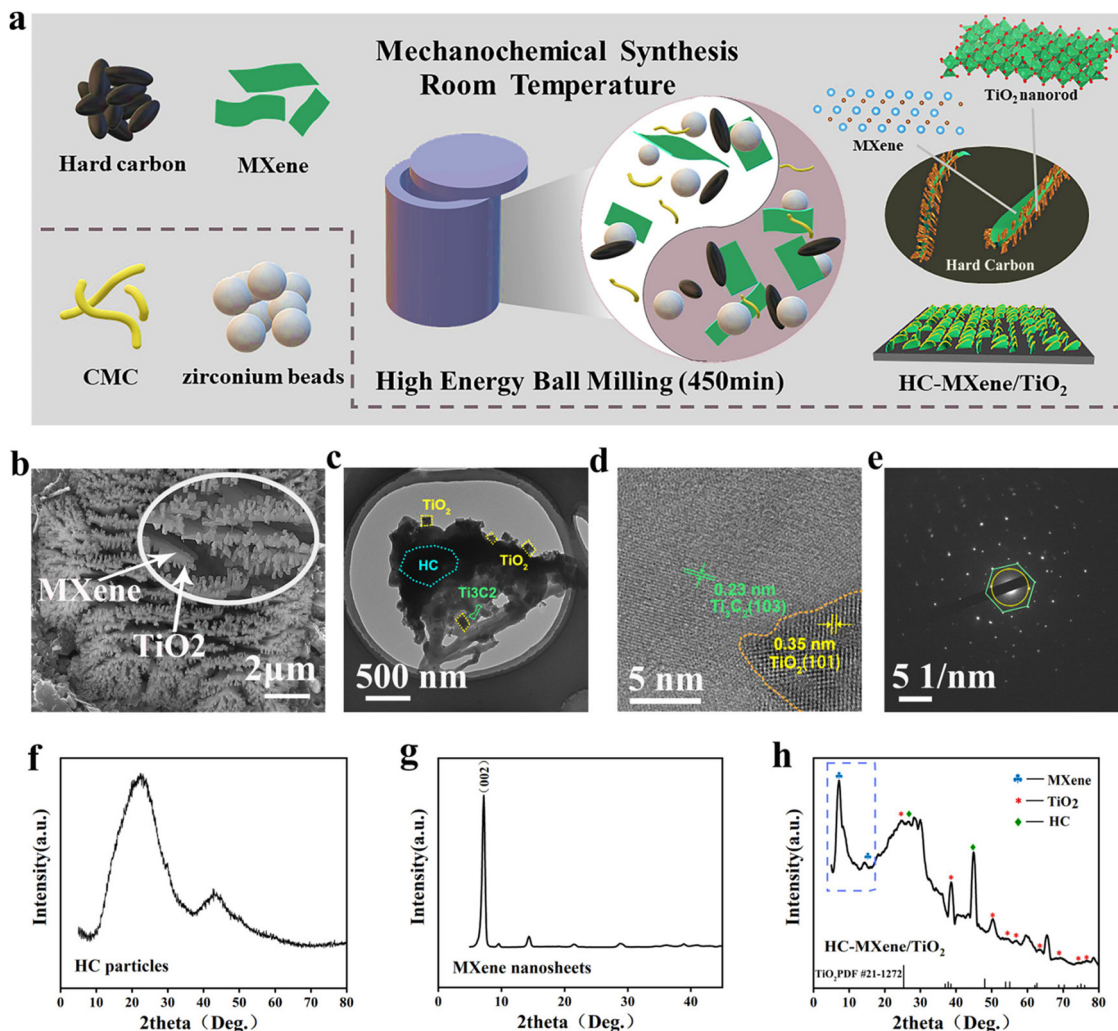 a
Mechanochemical Synthesis
Room Temperature
Hard carbon
MXene
CMC
zirconium beads
High Energy Ball Milling (450min)
TiO₂ nanorod
MXene
Hard Carbon
HC-MXene/TiO₂
b
MXene
TiO2
2μm
c
TiO₂
TiO₂
HC
Ti3C2
500 nm
d
0.23 nm
Ti₃C₂(103)
0.35 nm
TiO₂(101)
5 nm
e
5 1/nm
f
Intensity(a.u.)
HC particles
0 10 20 30 40 50 60 70 80
2theta（Deg.）
g
Intensity(a.u.)
(002)
MXene nanosheets
0 10 20 30 40
2theta（Deg.）
h
Intensity(a.u.)
♣ — MXene
* — TiO₂
♦ — HC
HC-MXene/TiO₂
TiO₂PDF #21-1272
0 10 20 30 40 50 60 70 80
2theta（Deg.）